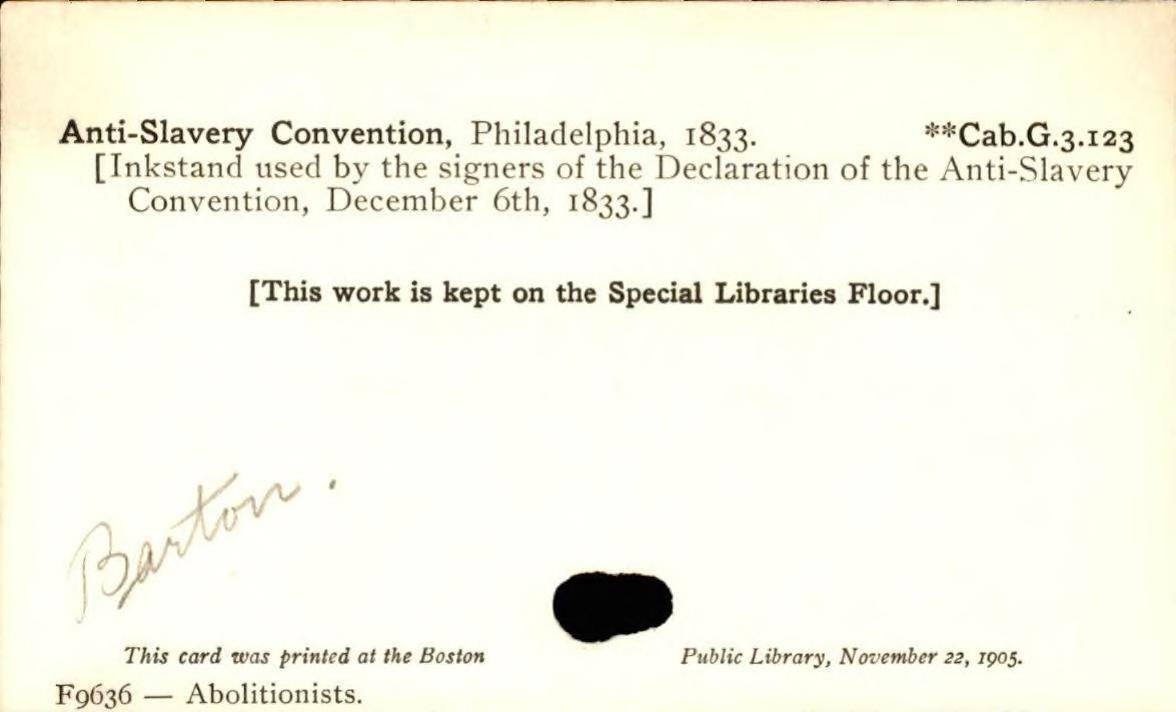 Anti-Slavery Convention, Philadelphia, 1833. **Cab.G.3.123
[Inkstand used by the signers of the Declaration of the Anti-Slavery
Convention, December 6th, 1833.]
[This work is kept on the Special Libraries Floor.]
Barton.
This card was printed at the Boston Public Library, November 22, 1905.
F9636 — Abolitionists.